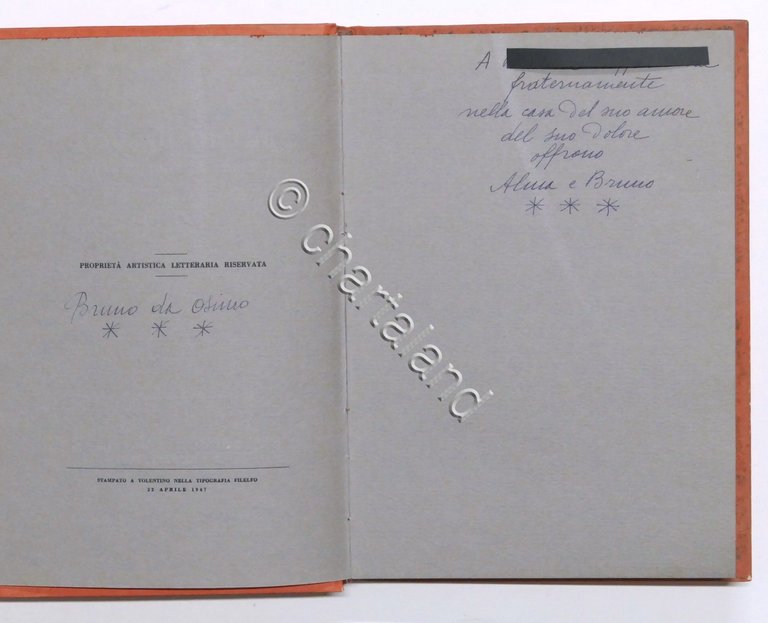 PROPRIETÀ ARTISTICA LETTERARIA RISERVATA
Bruno da Osimo
STAMPATO A TOLENTINO NELLA TIPOGRAFIA FILELFO
22 APRILE 1947
A
fraternamente
nella casa del suo amore
del suo dolore
offrono
Alma e Bruno
© chartaland